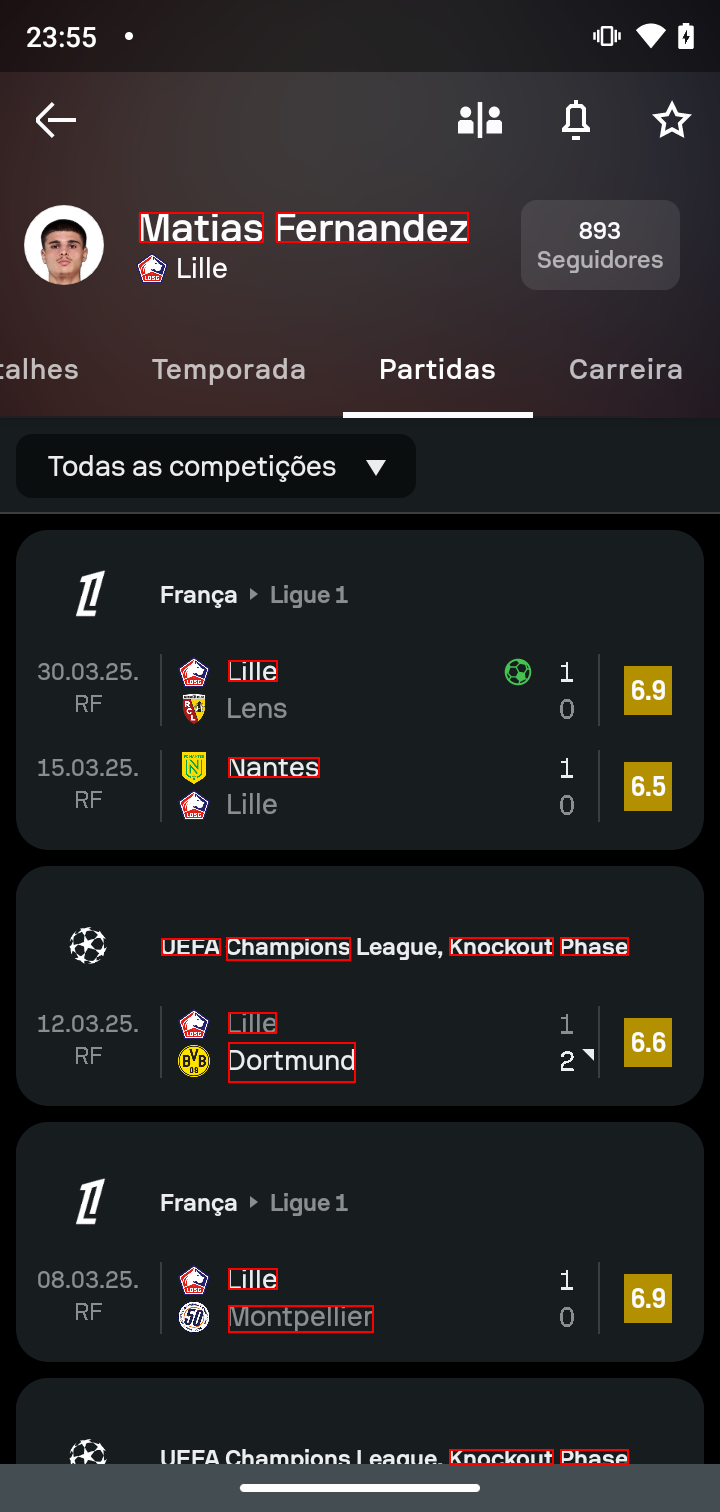 23:55
Matias Fernandez
Lille
893
Seguidores
talhes Temporada Partidas Carreira
Todas as competições
França Ligue 1
30.03.25. Lille 1 6.9
RF Lens 0
15.03.25. Nantes 1 6.5
RF Lille 0
UEFA Champions League, Knockout Phase
12.03.25. Lille 1 6.6
RF Dortmund 2
França Ligue 1
08.03.25. Lille 1 6.9
RF Montpellier 0
UEFA Champions League, Knockout Phase